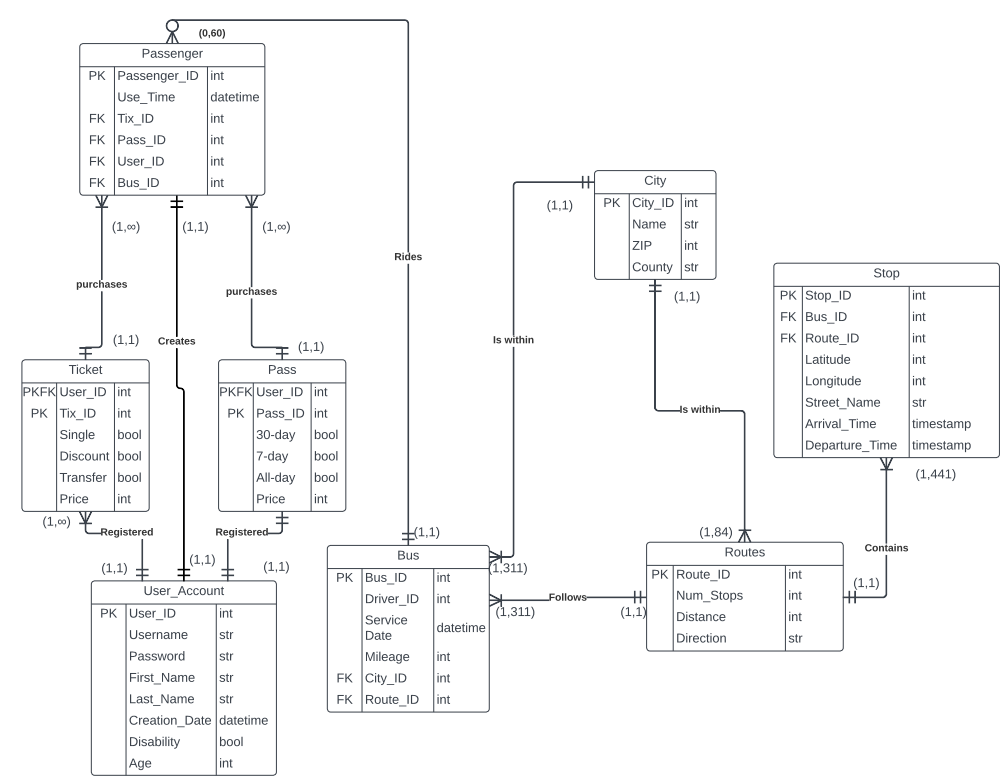 (0,60)
Passenger
PK Passenger_ID int
Use_Time datetime
FK Tix_ID int
FK Pass_ID int
FK User_ID int
FK Bus_ID int
(1,∞)
(1,1)
(1,∞)
purchases
Creates
purchases
Rides
(1,1)
(1,1)
Ticket
PKFK User_ID int
PK Tix_ID int
Single bool
Discount bool
Transfer bool
Price int
Pass
PKFK User_ID int
PK Pass_ID int
30-day bool
7-day bool
All-day bool
Price int
(1,∞)
Registered
Registered
(1,1)
(1,1)
(1,1)
User_Account
PK User_ID int
Username str
Password str
First_Name str
Last_Name str
Creation_Date datetime
Disability bool
Age int
(1,1)
Bus
PK Bus_ID int
Driver_ID int
Service
Date datetime
Mileage int
FK City_ID int
FK Route_ID int
(1,311)
(1,311)
Follows
(1,1)
Is within
(1,1)
City
PK City_ID int
Name str
ZIP int
County str
(1,1)
Is within
(1,84)
Routes
PK Route_ID int
Num_Stops int
Distance int
Direction str
(1,1)
Contains
(1,441)
Stop
PK Stop_ID int
FK Bus_ID int
FK Route_ID int
Latitude int
Longitude int
Street_Name str
Arrival_Time timestamp
Departure_Time timestamp